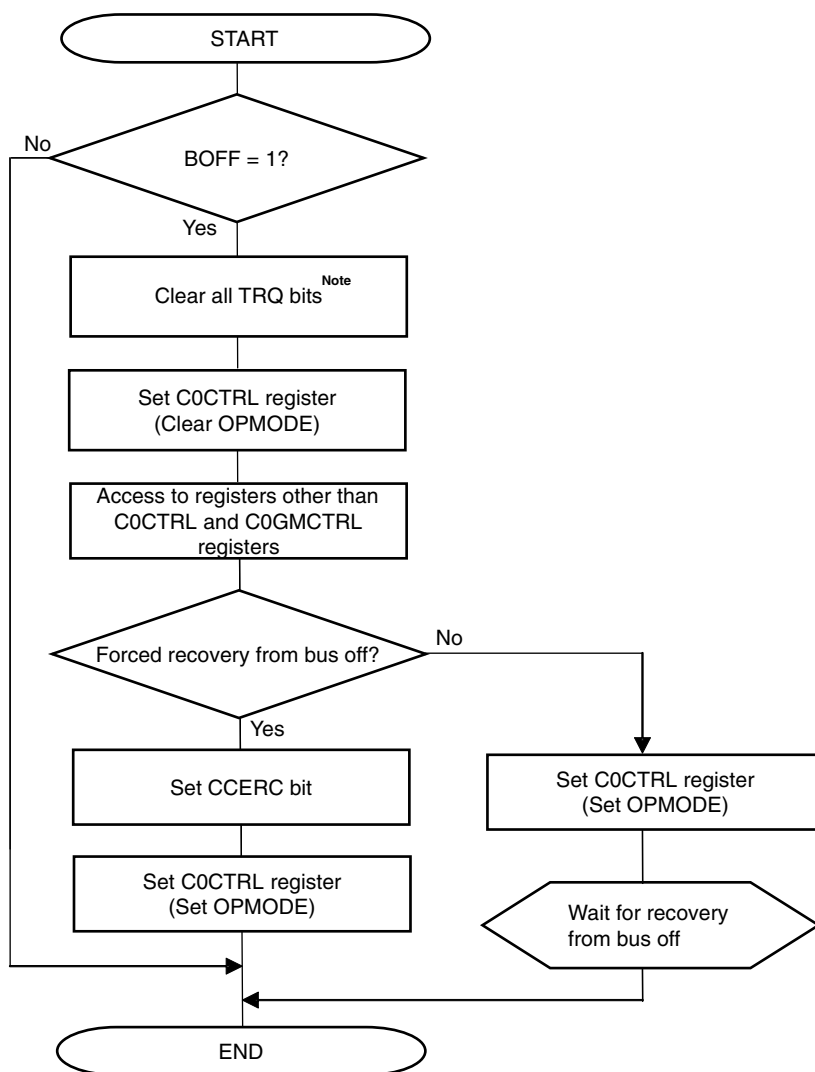 START
No
BOFF = 1?
Yes
Clear all TRQ bits Note
Set C0CTRL register
(Clear OPMODE)
Access to registers other than
C0CTRL and C0GMCTRL
registers
Forced recovery from bus off?
No
Yes
Set CCERC bit
Set C0CTRL register
(Set OPMODE)
Set C0CTRL register
(Set OPMODE)
Wait for recovery
from bus off
END